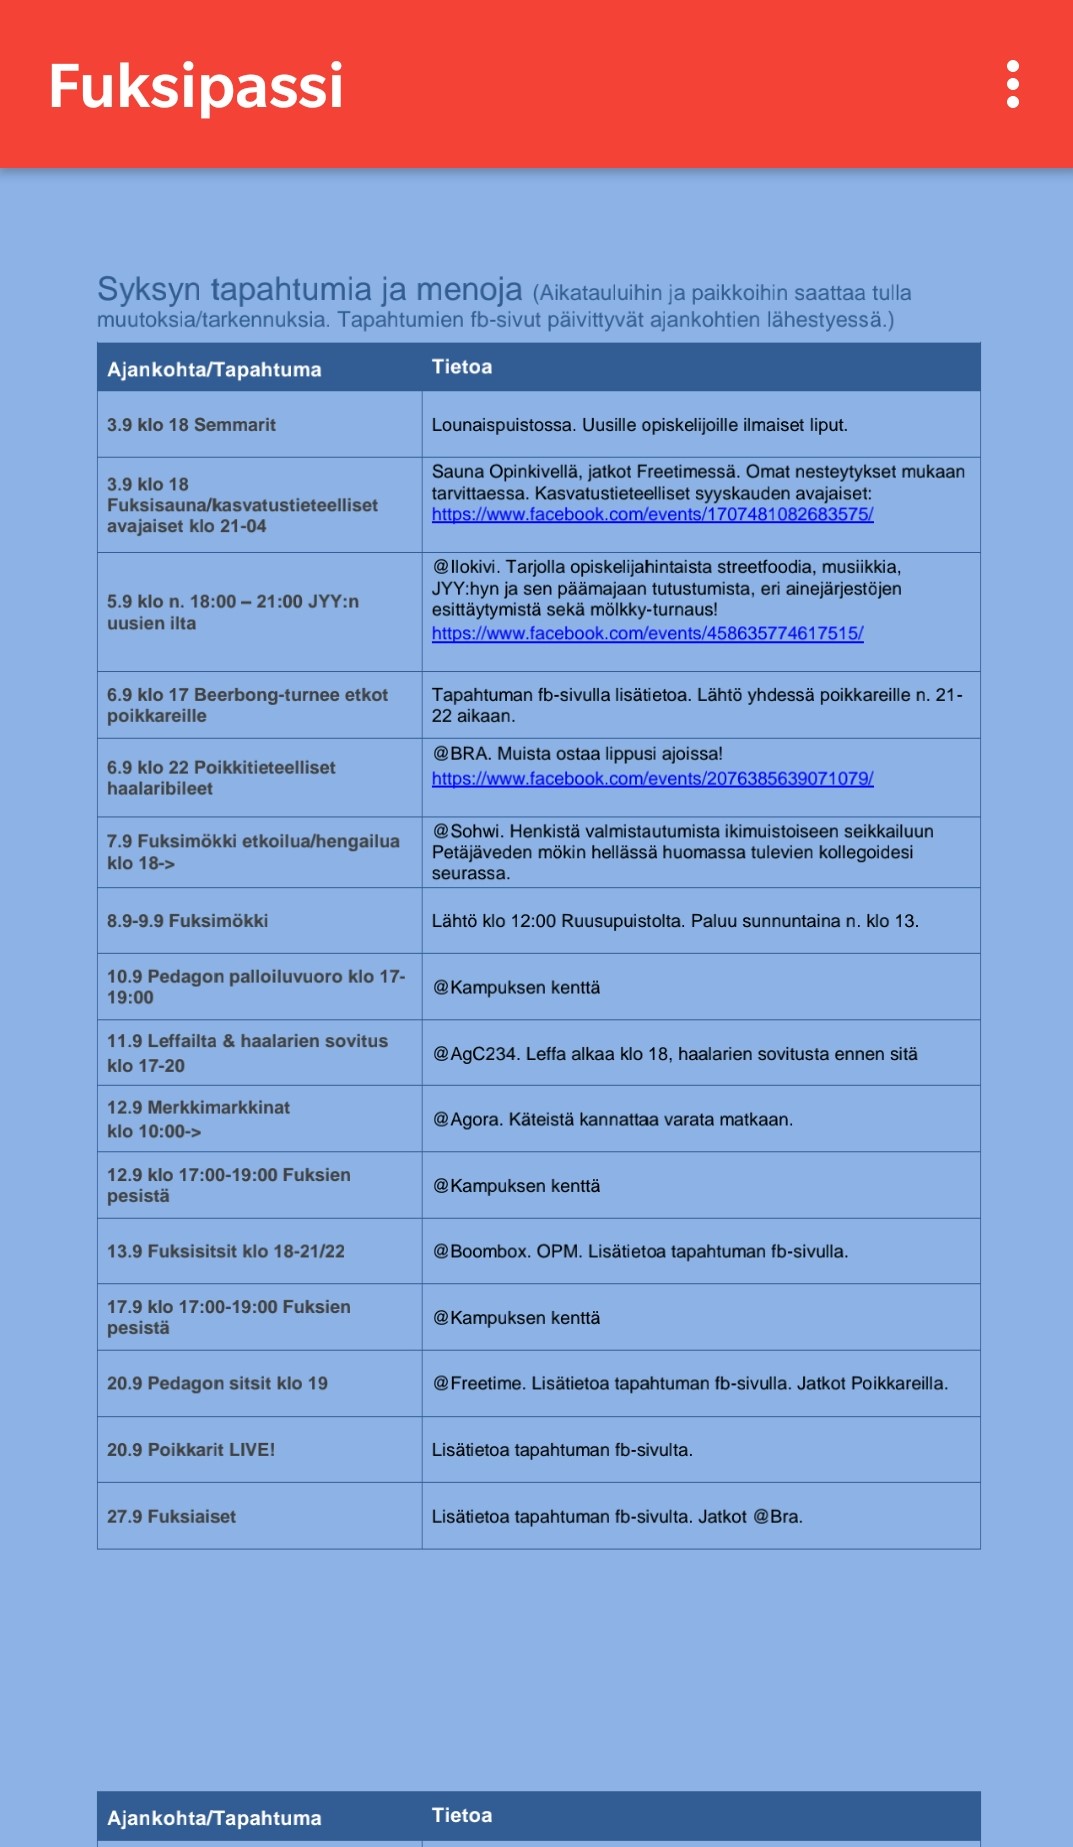 Fuksipassi
Syksyn tapahtumia ja menoja (Aikatauluihin ja paikkoihin saattaa tulla
muutoksia/tarkennuksia. Tapahtumien fb-sivut päivittyvät ajankohtien lähestyessä.)
Ajankohta/Tapahtuma
Tietoa
3.9 klo 18 Semmarit
Lounaispuistossa. Uusille opiskelijoille ilmaiset liput.
3.9 klo 18
Fuksisauna/kasvatustieteelliset
avajaiset klo 21-04
Sauna Opinkivellä, jatkot Freetimessä. Omat nesteytykset mukaan
tarvittaessa. Kasvatustieteelliset syyskauden avajaiset:
https://www.facebook.com/events/1707481082683575/
5.9 klo n. 18:00 – 21:00 JYY:n
uusien ilta
@Ilokivi. Tarjolla opiskelijahintaista streetfoodia, musiikkia,
JYY:hyn ja sen päämajaan tutustumista, eri ainejärjestöjen
esittäytymistä sekä mölkky-turnaus!
https://www.facebook.com/events/458635774617515/
6.9 klo 17 Beerbong-turnee etkot
poikkareille
Tapahtuman fb-sivulla lisätietoa. Lähtö yhdessä poikkareille n. 21-
22 aikaan.
6.9 klo 22 Poikkitieteelliset
haalaribileet
@BRA. Muista ostaa lippusi ajoissa!
https://www.facebook.com/events/2076385639071079/
7.9 Fuksimökki etkoilua/hengailua
klo 18->
@Sohwi. Henkistä valmistautumista ikimuistoiseen seikkailuun
Petäjäveden mökin hellässä huomassa tulevien kollegoidesi
seurassa.
8.9-9.9 Fuksimökki
Lähtö klo 12:00 Ruusupuistolta. Paluu sunnuntaina n. klo 13.
10.9 Pedagon palloiluvuoro klo 17-
19:00
@Kampuksen kenttä
11.9 Leffailta & haalarien sovitus
klo 17-20
@AgC234. Leffa alkaa klo 18, haalarien sovitusta ennen sitä
12.9 Merkkimarkkinat
klo 10:00->
@Agora. Käteistä kannattaa varata matkaan.
12.9 klo 17:00-19:00 Fuksien
pesistä
@Kampuksen kenttä
13.9 Fuksisitsit klo 18-21/22
@Boombox. OPM. Lisätietoa tapahtuman fb-sivulla.
17.9 klo 17:00-19:00 Fuksien
pesistä
@Kampuksen kenttä
20.9 Pedagon sitsit klo 19
@Freetime. Lisätietoa tapahtuman fb-sivulla. Jatkot Poikkareilla.
20.9 Poikkarit LIVE!
Lisätietoa tapahtuman fb-sivulta.
27.9 Fuksiaiset
Lisätietoa tapahtuman fb-sivulta. Jatkot @Bra.
Ajankohta/Tapahtuma
Tietoa